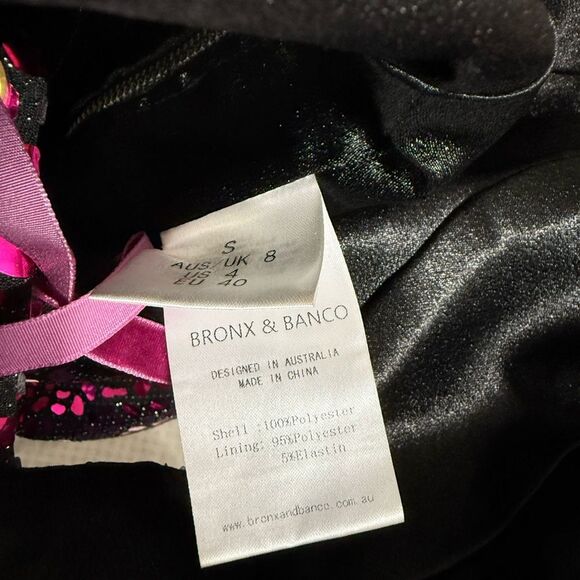 S
AUS/UK 8
US 4
EU 40
BRONX & BANCO
DESIGNED IN AUSTRALIA
MADE IN CHINA
Shell :100%Polyester
Lining: 95%Polyester
5%Elastin
www.bronxandbanco.com.au